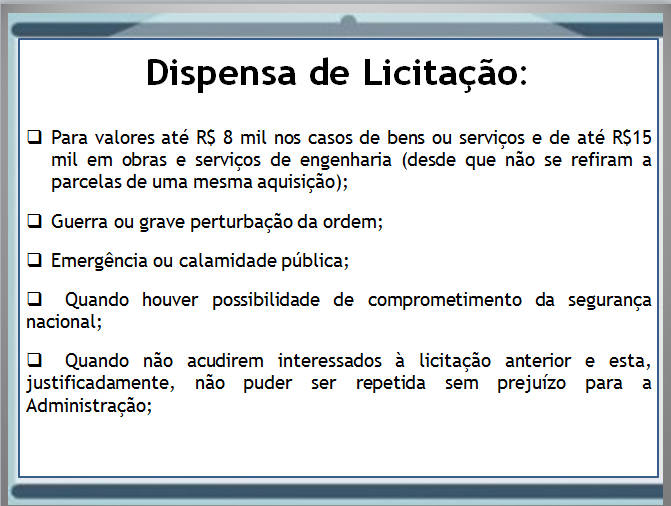 Dispensa de Licitação:
❑ Para valores até R$ 8 mil nos casos de bens ou serviços e de até R$15
mil em obras e serviços de engenharia (desde que não se refiram a
parcelas de uma mesma aquisição);
❑ Guerra ou grave perturbação da ordem;
❑ Emergência ou calamidade pública;
❑ Quando houver possibilidade de comprometimento da segurança
nacional;
❑ Quando não acudirem interessados à licitação anterior e esta,
justificadamente, não puder ser repetida sem prejuízo para a
Administração;